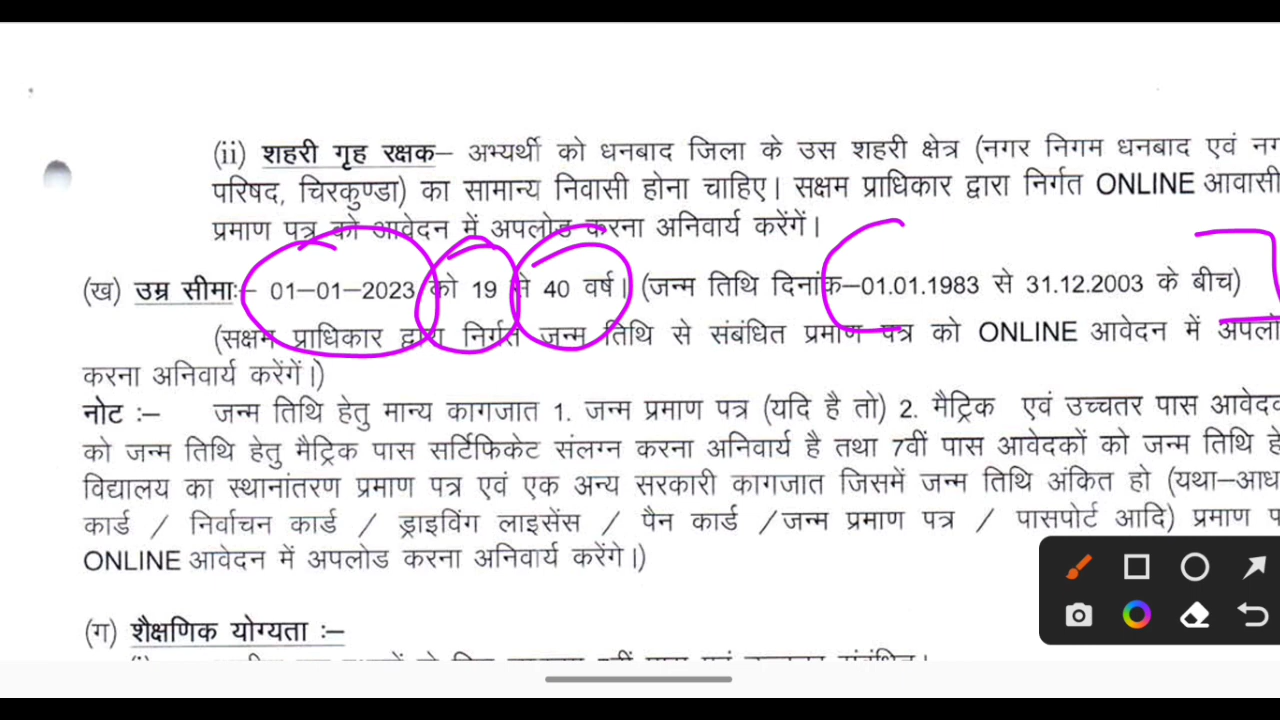 (ii) शहरी गृह रक्षक– अभ्यर्थी को धनबाद जिला के उस शहरी क्षेत्र (नगर निगम धनबाद एवं
परिषद, चिरकुण्डा) का सामान्य निवासी होना चाहिए। सक्षम प्राधिकार द्वारा निर्गत ONLINE आवासी
प्रमाण पत्र को आवेदन में अपलोड करना अनिवार्य करेंगें।
(ख) उम्र सीमाः– 01–01–2023 को 19 से 40 वर्ष। (जन्म तिथि दिनांक–01.01.1983 से 31.12.2003 के बीच)
(सक्षम प्राधिकार द्वारा निर्गत जन्म तिथि से संबंधित प्रमाण पत्र को ONLINE आवेदन में अपलो
करना अनिवार्य करेंगें।)
नोट :– जन्म तिथि हेतु मान्य कागजात 1. जन्म प्रमाण पत्र (यदि है तो) 2. मैट्रिक एवं उच्चतर पास आवेदक
को जन्म तिथि हेतु मैट्रिक पास सर्टिफिकेट संलग्न करना अनिवार्य है तथा 7वीं पास आवेदकों को जन्म तिथि हे
विद्यालय का स्थानांतरण प्रमाण पत्र एवं एक अन्य सरकारी कागजात जिसमें जन्म तिथि अंकित हो (यथा–आध
कार्ड / निर्वाचन कार्ड / ड्राइविंग लाइसेंस / पैन कार्ड /जन्म प्रमाण पत्र / पासपोर्ट आदि) प्रमाण प
ONLINE आवेदन में अपलोड करना अनिवार्य करेंगे।)
(ग) शैक्षणिक योग्यता :–